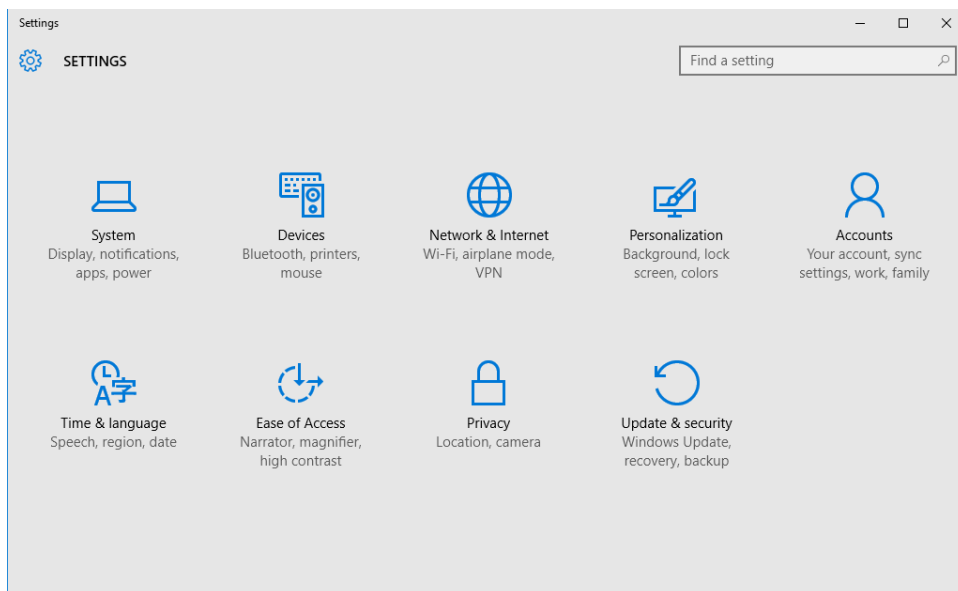 Settings
SETTINGS
Find a setting
System
Display, notifications,
apps, power
Devices
Bluetooth, printers,
mouse
Network & Internet
Wi-Fi, airplane mode,
VPN
Personalization
Background, lock
screen, colors
Accounts
Your account, sync
settings, work, family
A字
Time & language
Speech, region, date
Ease of Access
Narrator, magnifier,
high contrast
Privacy
Location, camera
Update & security
Windows Update,
recovery, backup